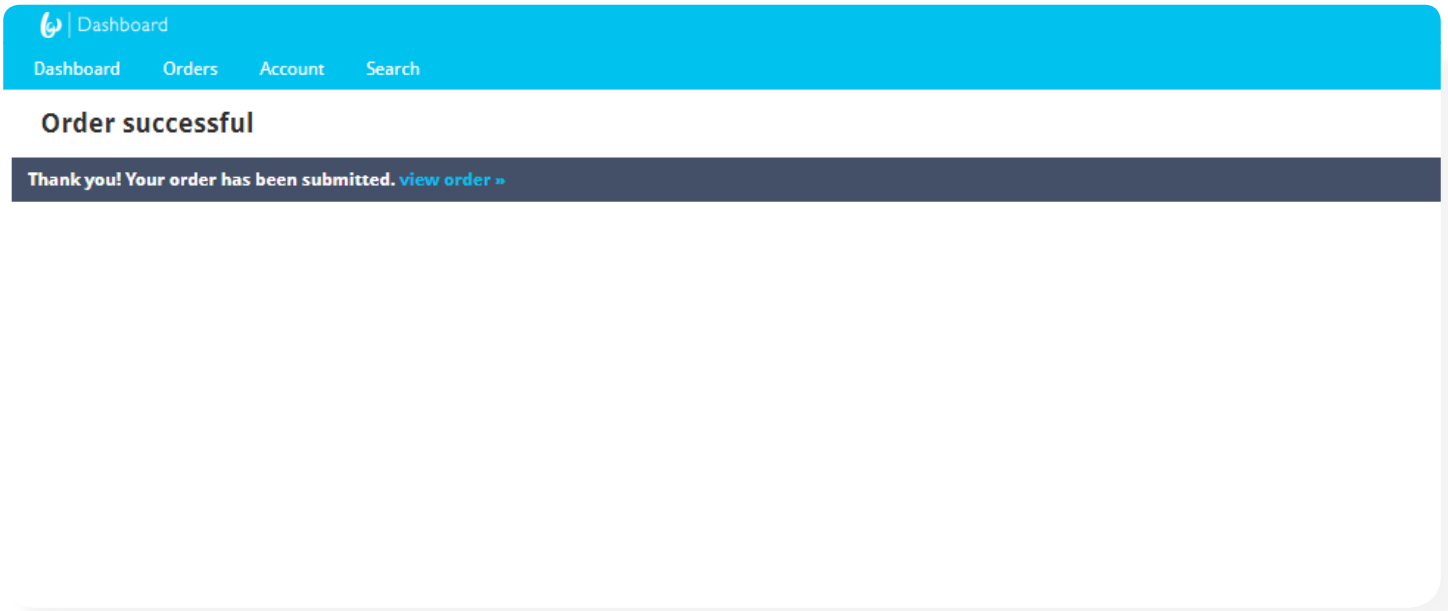 Dashboard
Dashboard Orders Account Search
Order successful
Thank you! Your order has been submitted. view order »